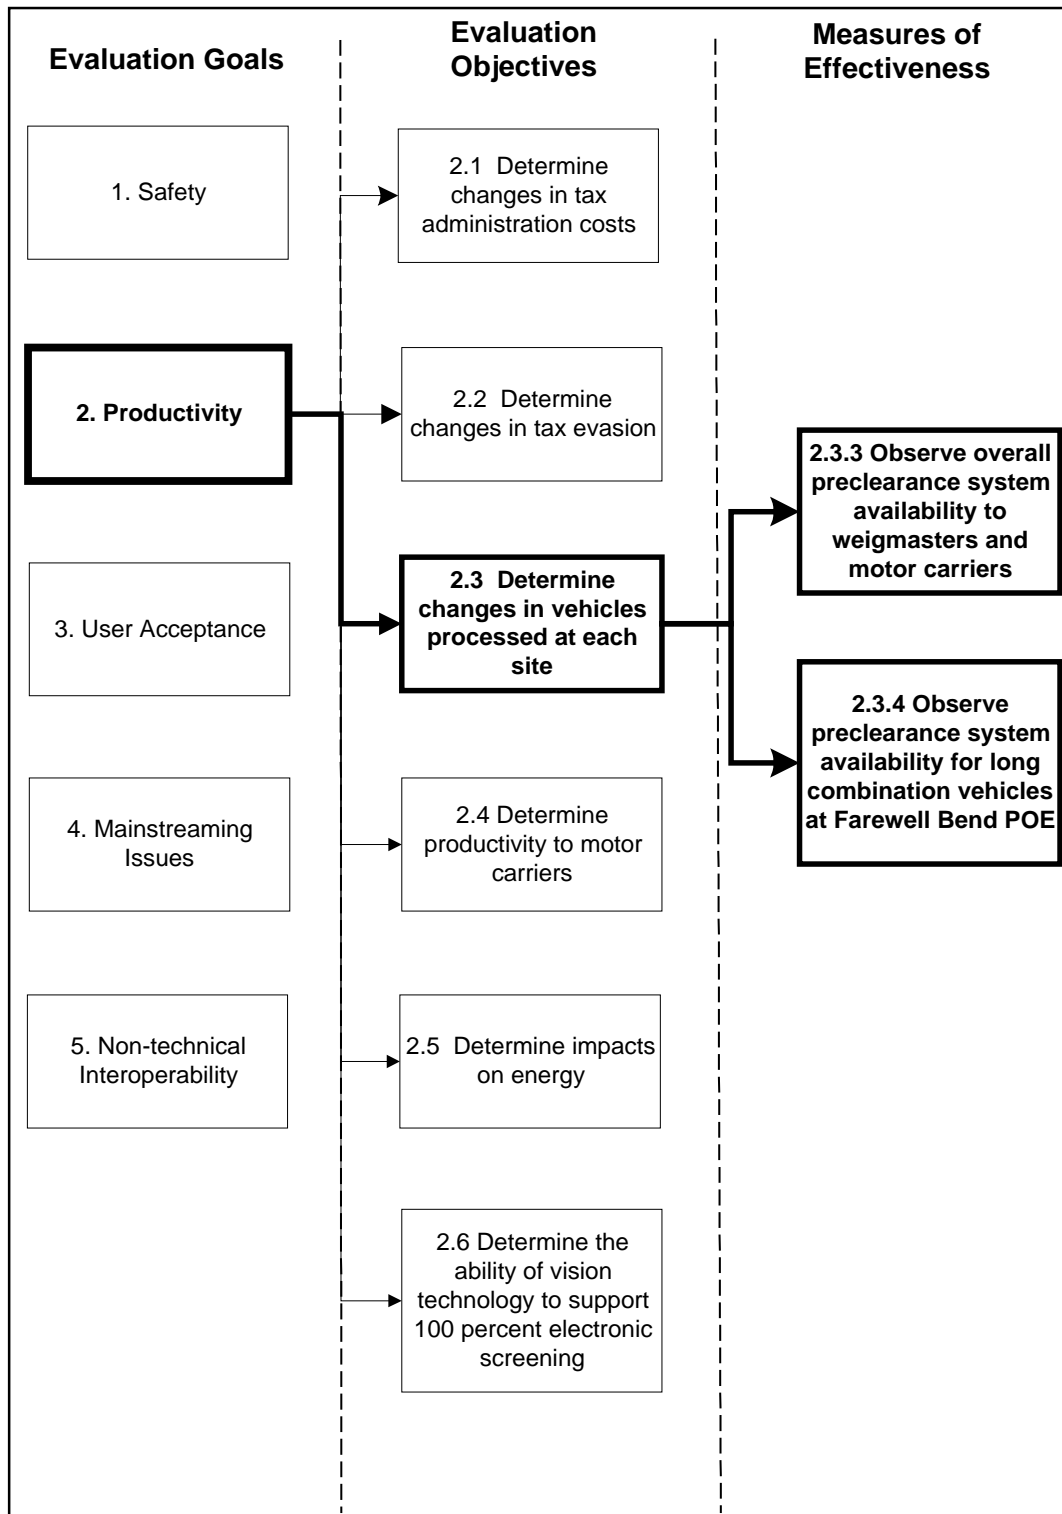 Evaluation Goals
Evaluation
Objectives
Measures of
Effectiveness
1. Safety
2. Productivity
3. User Acceptance
4. Mainstreaming
Issues
5. Non-technical
Interoperability
2.1  Determine
changes in tax
administration costs
2.2  Determine
changes in tax evasion
2.3  Determine
changes in vehicles
processed at each
site
2.4 Determine
productivity to motor
carriers
2.5  Determine impacts
on energy
2.6 Determine the
ability of vision
technology to support
100 percent electronic
screening
2.3.3 Observe overall
preclearance system
availability to
weigmasters and
motor carriers
2.3.4 Observe
preclearance system
availability for long
combination vehicles
at Farewell Bend POE